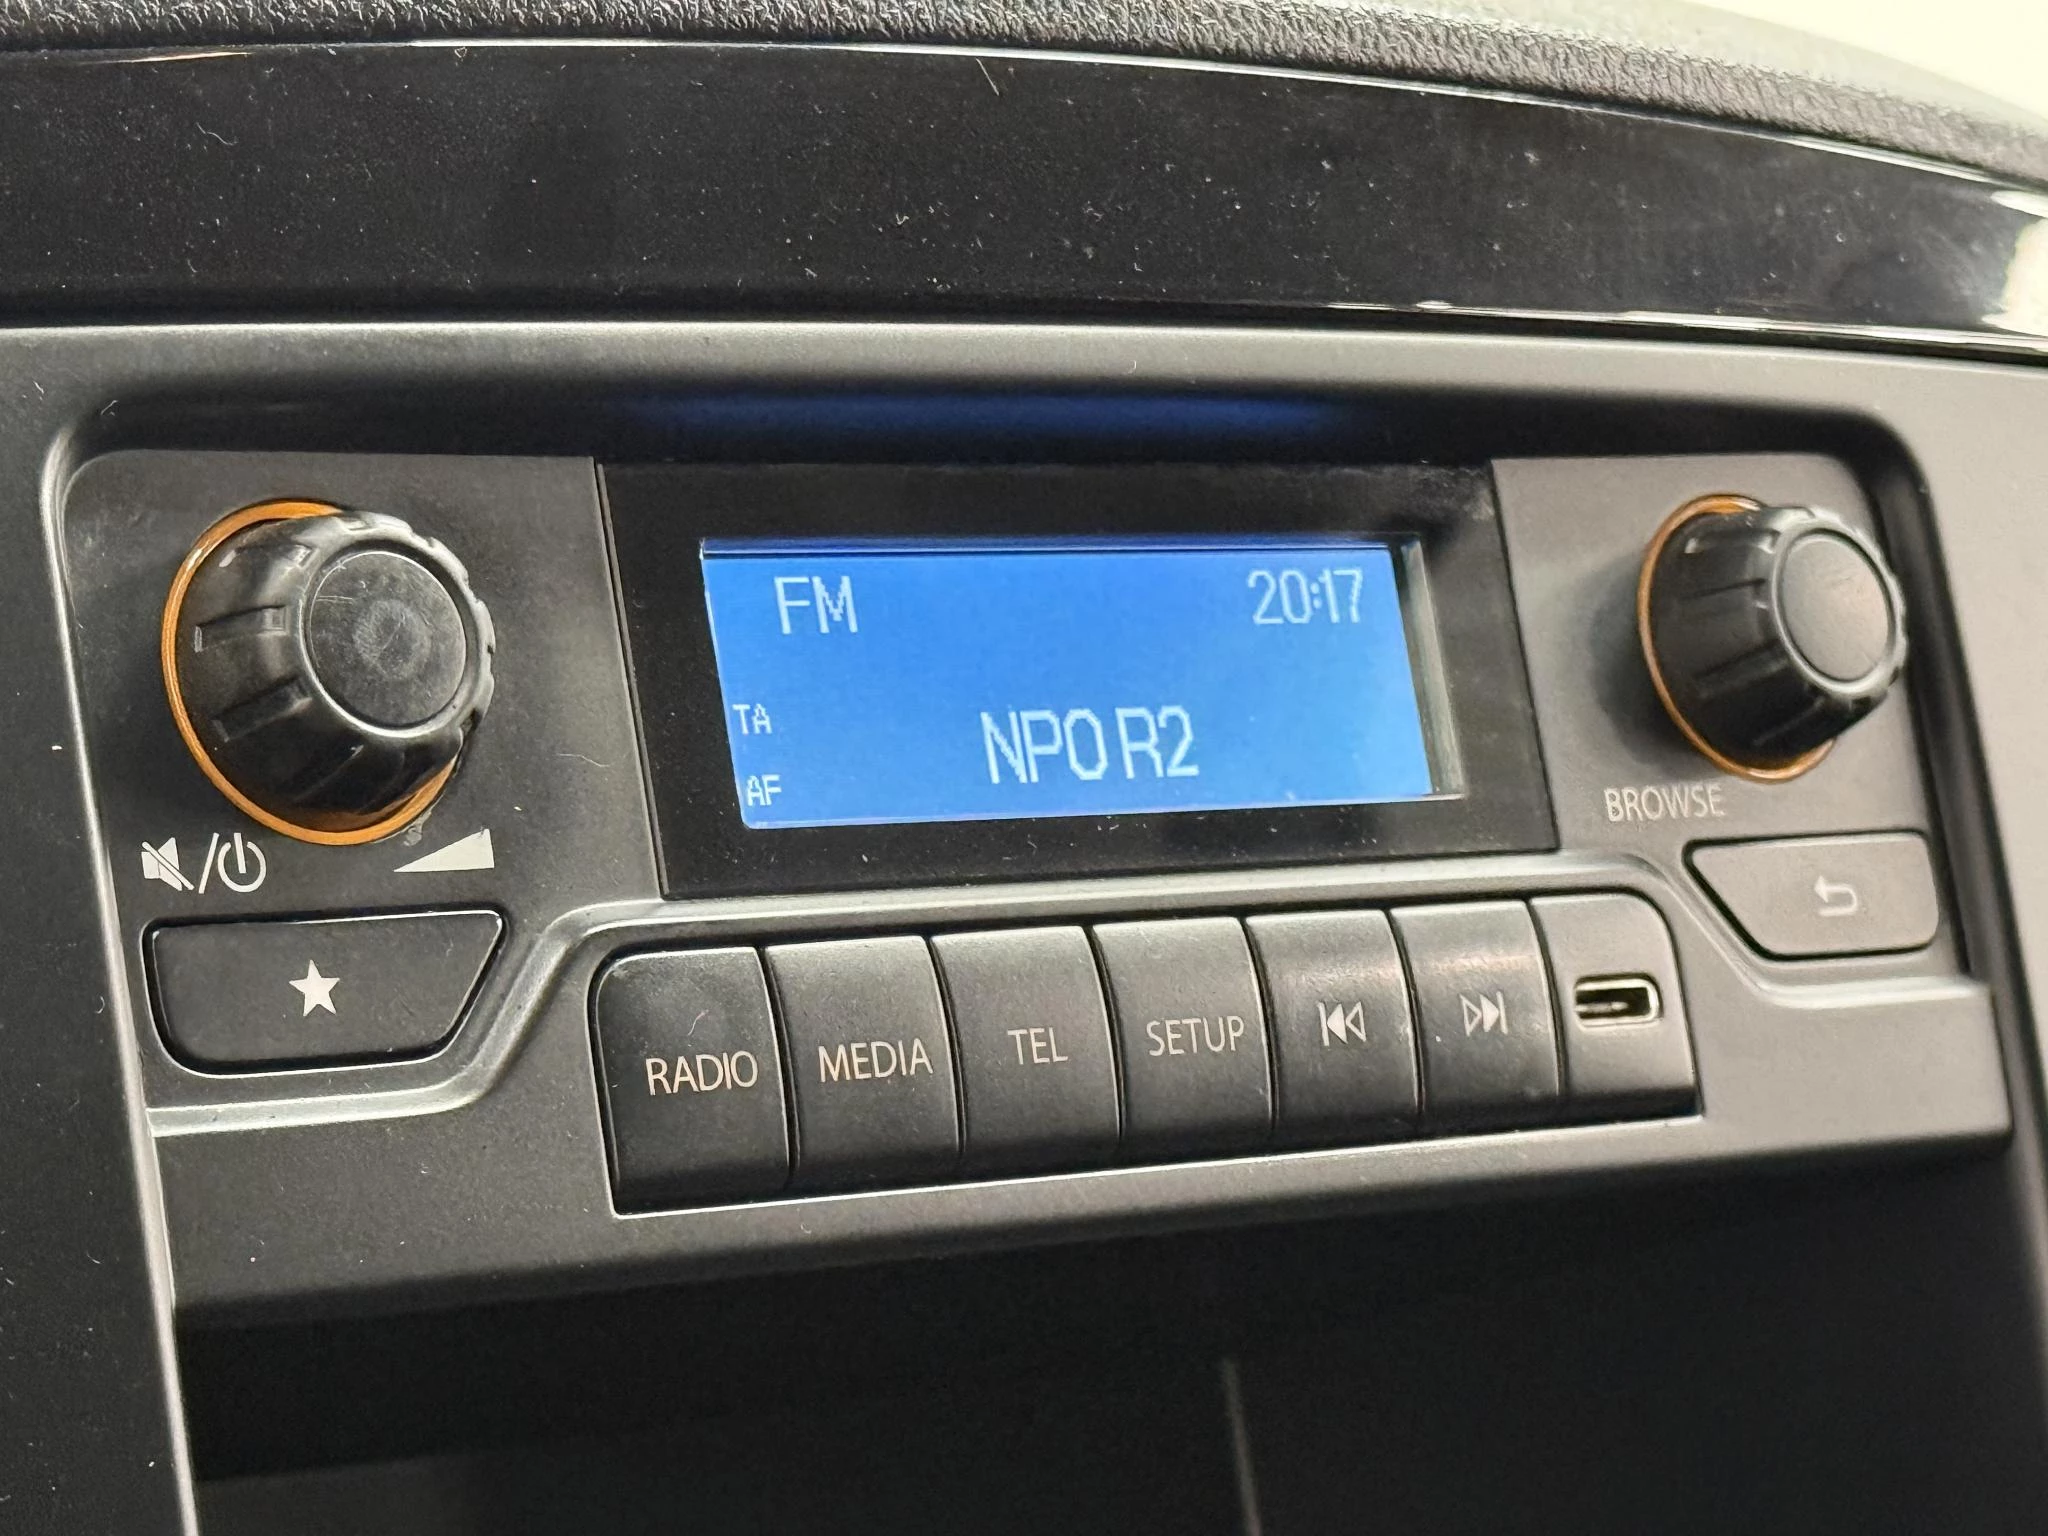 FM 20:17
TA
NPO R2
AF
BROWSE
RADIO MEDIA TEL SETUP